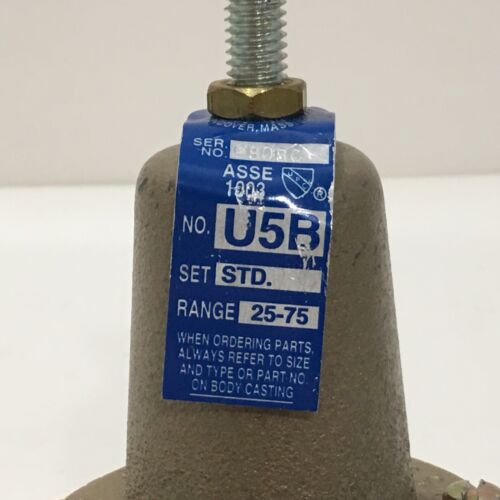 SER.
NO.
ASSE
1003
UPC ®
NO. U5B
SET STD.
RANGE 25-75
WHEN ORDERING PARTS,
ALWAYS REFER TO SIZE
AND TYPE OR PART NO.
ON BODY CASTING